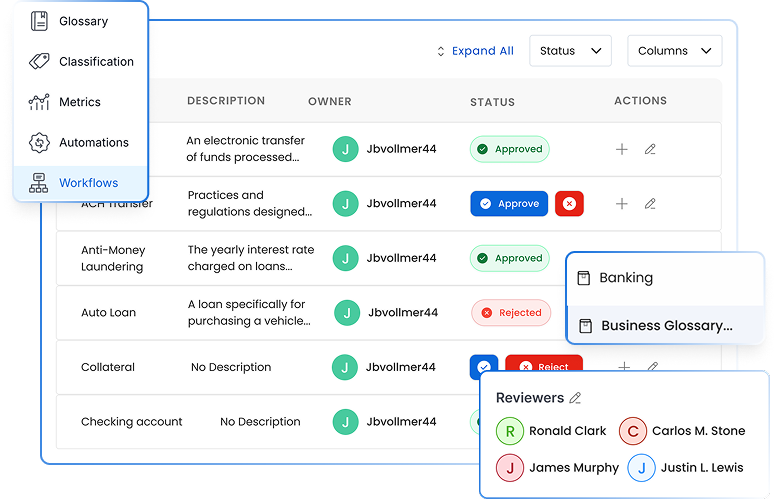 Glossary
Classification
Metrics
Automations
Workflows
Expand All
Status
Columns
DESCRIPTION
OWNER
STATUS
ACTIONS
An electronic transfer
of funds processed...
J
Jbvollmer44
Approved
ACH Transfer
Practices and
regulations designed...
J
Jbvollmer44
Approve
Anti-Money
Laundering
The yearly interest rate
charged on loans...
J
Jbvollmer44
Approved
Auto Loan
A loan specifically for
purchasing a vehicle...
J
Jbvollmer44
Rejected
Collateral
No Description
J
Jbvollmer44
Reject
Checking account
No Description
J
Jbvollmer44
Banking
Business Glossary...
Reviewers
R
Ronald Clark
C
Carlos M. Stone
J
James Murphy
J
Justin L. Lewis